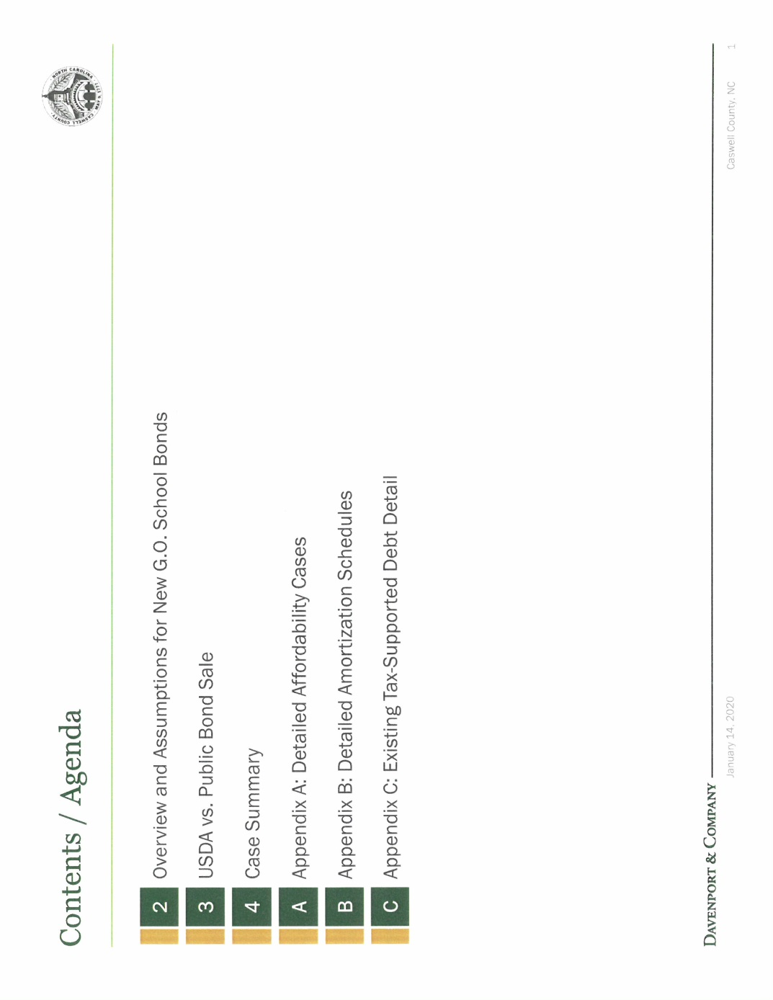 Contents / Agenda
NORTH CAROLINA
CASWELL COUNTY
2 Overview and Assumptions for New G.O. School Bonds
3 USDA vs. Public Bond Sale
4 Case Summary
A Appendix A: Detailed Affordability Cases
B Appendix B: Detailed Amortization Schedules
C Appendix C: Existing Tax-Supported Debt Detail
DAVENPORT & COMPANY
January 14, 2020
Caswell County, NC
1